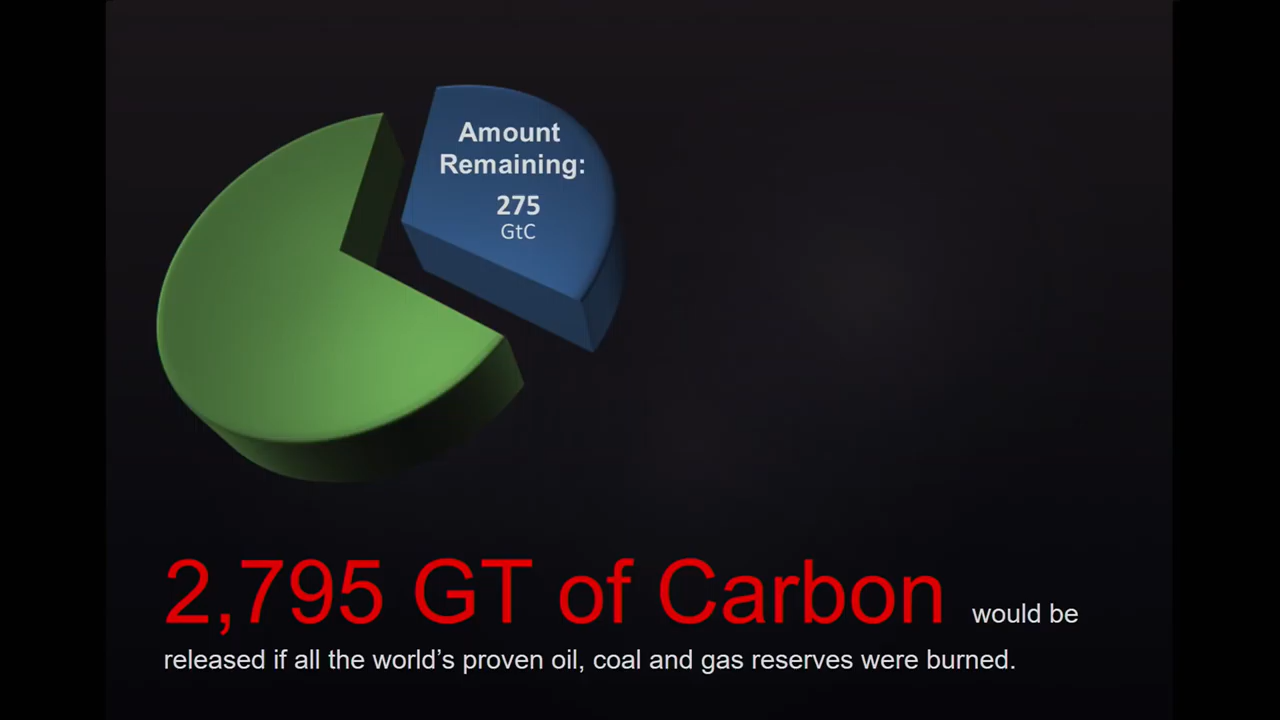 Amount
Remaining:
275
GtC
2,795 GT of Carbon would be
released if all the world’s proven oil, coal and gas reserves were burned.